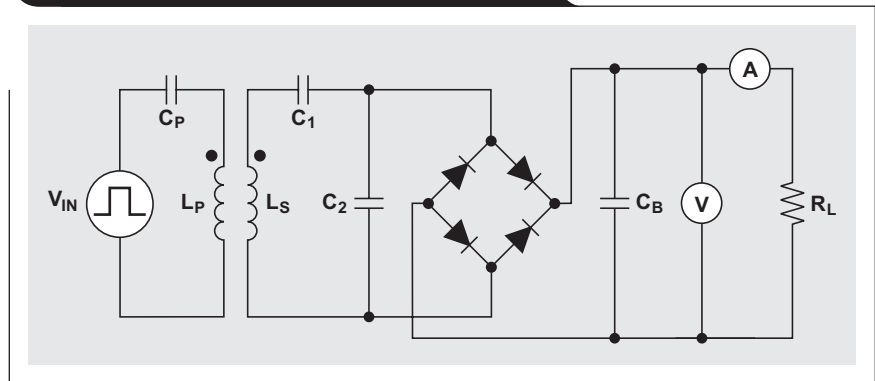 A
C_P
C_1
V_IN
L_P
L_S
C_2
C_B
V
R_L